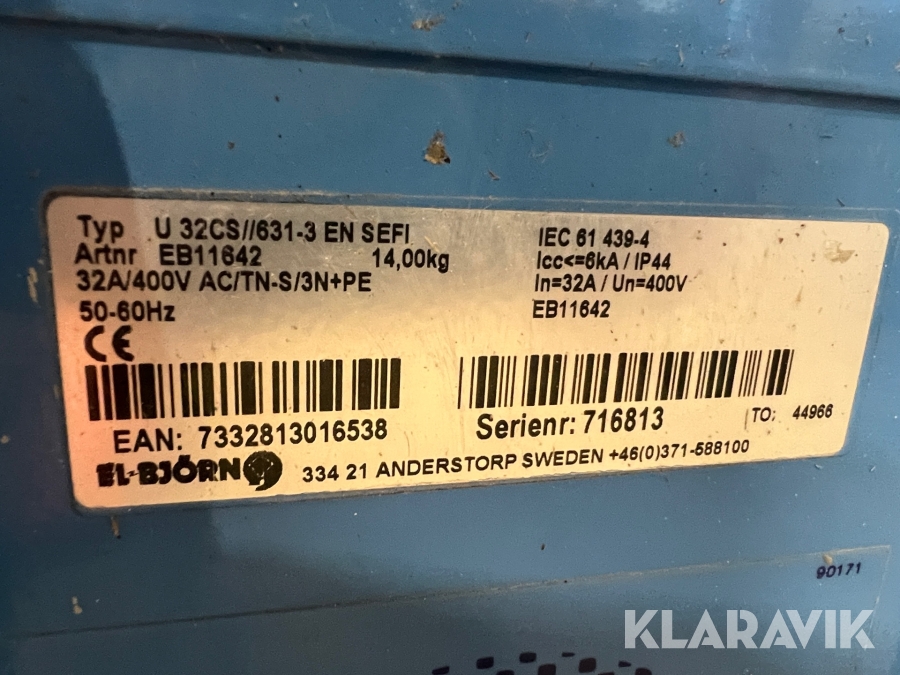 Typ U 32CS//631-3 EN SEFI
Artnr EB11642 14,00kg
32A/400V AC/TN-S/3N+PE
50-60Hz
CE
IEC 61 439-4
Icc<=6kA / IP44
In=32A / Un=400V
EB11642
EAN: 7332813016538
Serienr: 716813
TO: 44966
EL-BJÖRN
334 21 ANDERSTORP SWEDEN +46(0)371-588100
90171
KLARAVIK